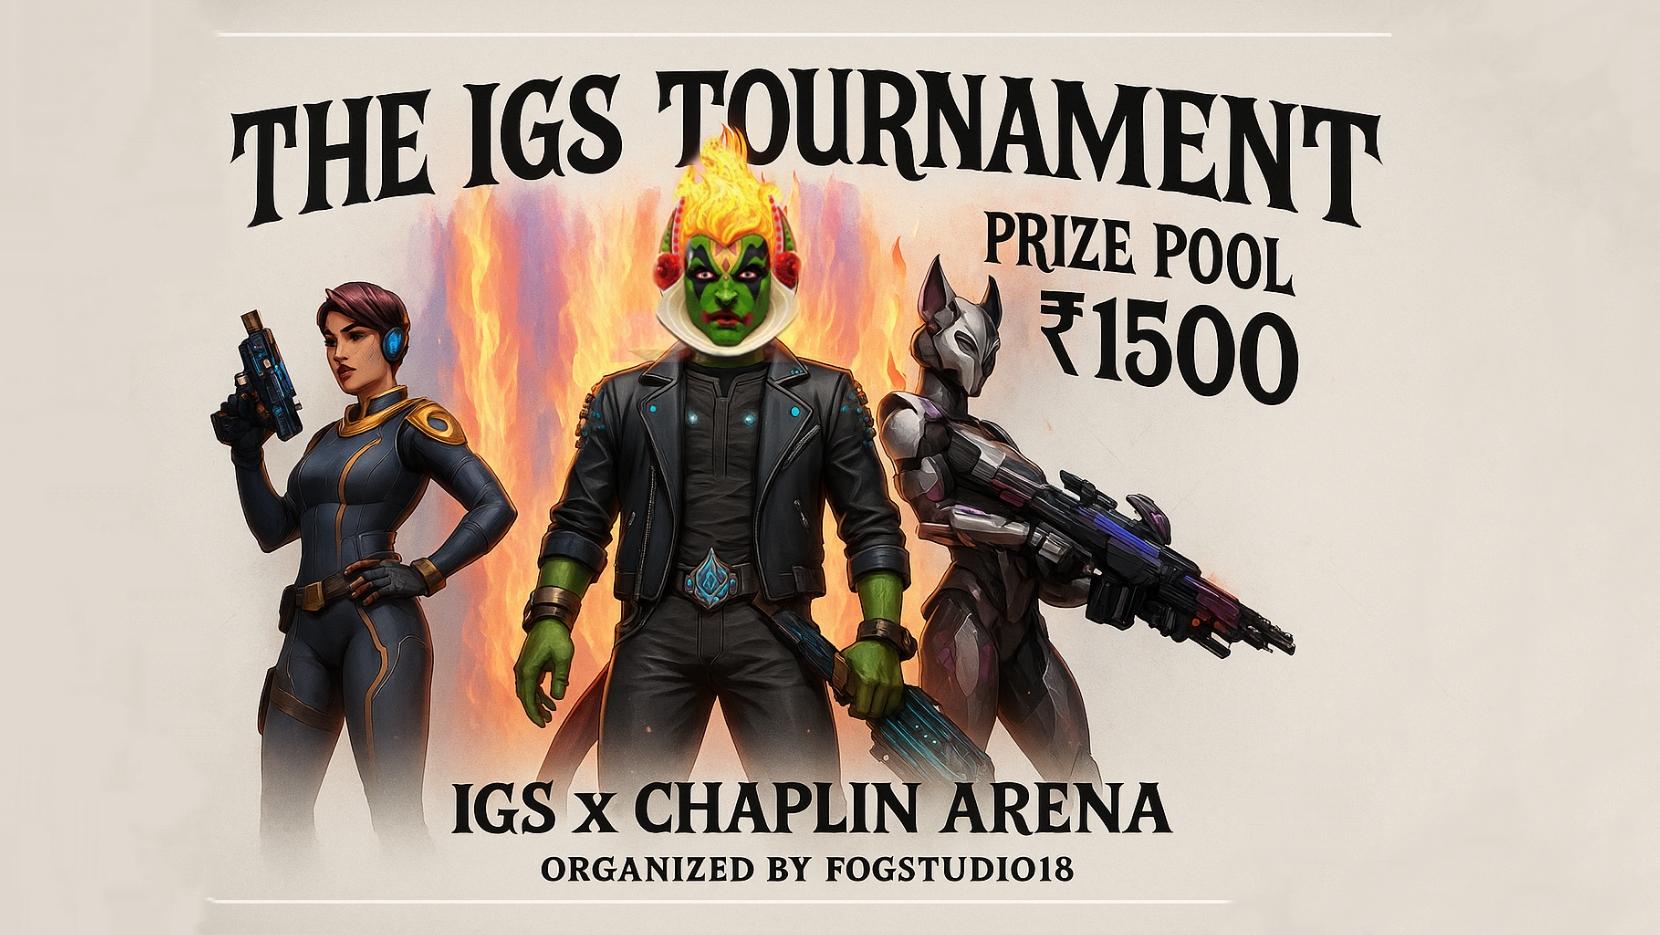 THE IGS TOURNAMENT
PRIZE POOL
₹1500
IGS x CHAPLIN ARENA
ORGANIZED BY FOGSTUDIO18